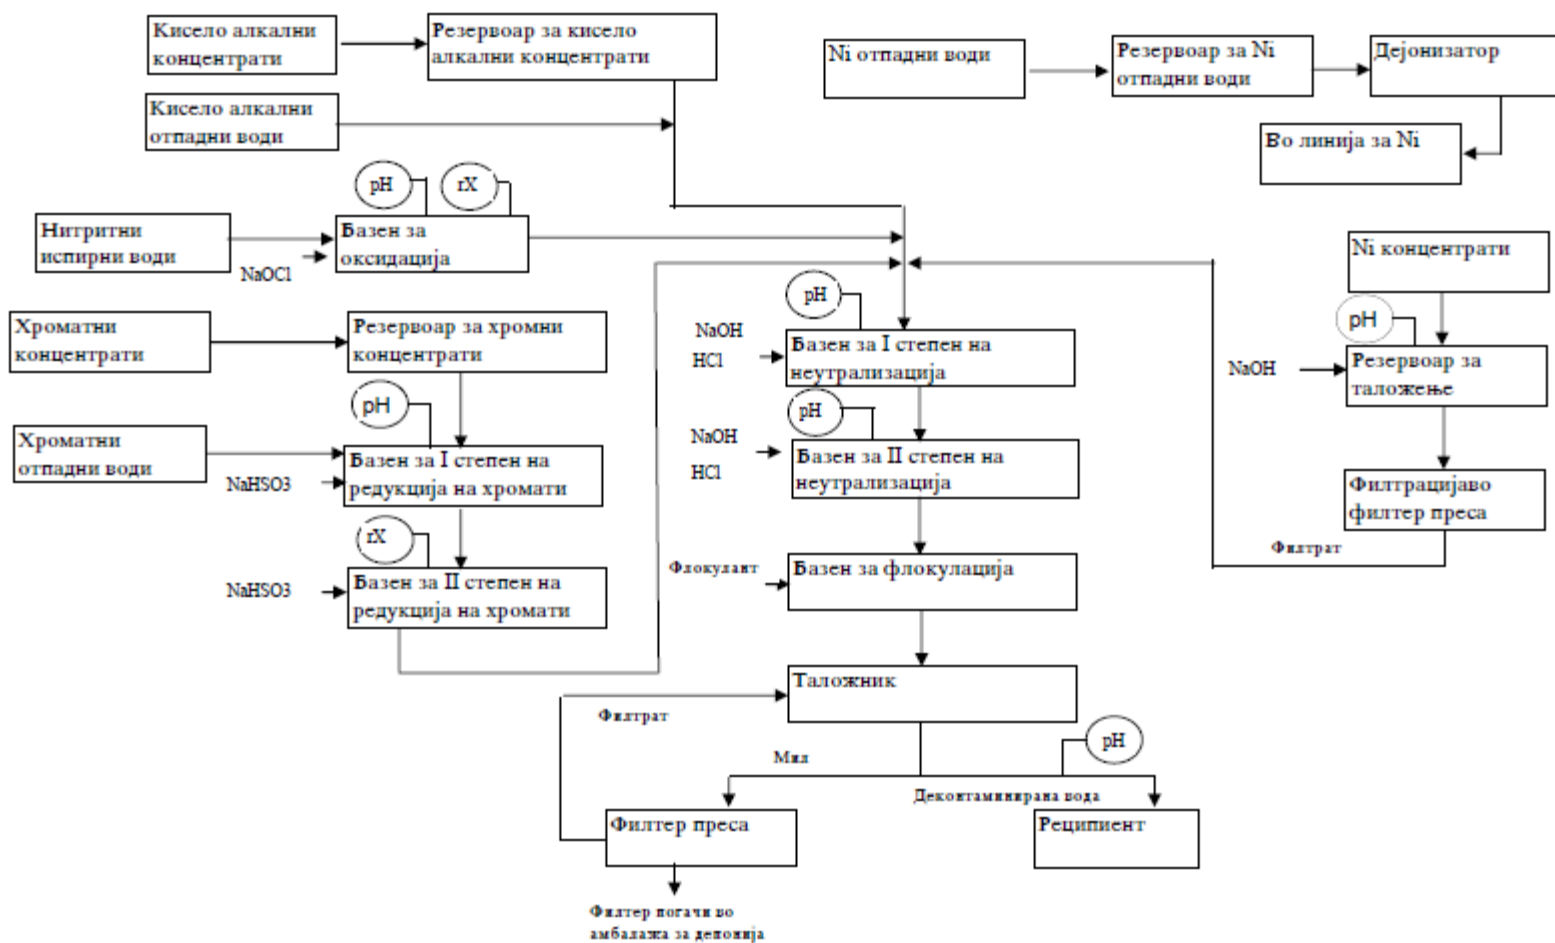 Кисело алкални
концентрати
Резервоар за кисело
алкални концентрати
Ni отпадни води
Резервоар за Ni
отпадни води
Дејонизатор
Кисело алкални
отпадни води
Во линија за Ni
pH
rX
Нитритни
испирни води
NaOCl
Базен за
оксидација
Ni концентрати
pH
pH
Хроматни
концентрати
Резервоар за хромни
концентрати
NaOH
HCl
Базен за I степен на
неутрализација
NaOH
Резервоар за
таложење
pH
pH
Хроматни
отпадни води
NaHSO3
Базен за I степен на
редукција на хромати
NaOH
HCl
Базен за II степен на
неутрализација
Филтрацијаво
филтер преса
Филтрат
rX
NaHSO3
Базен за II степен на
редукција на хромати
Флокулант
Базен за флокулација
Таложник
Филтрат
pH
Мил
Деконтаминирана вода
Филтер преса
Реципиент
Филтер погачи во
амбалажа за депонија